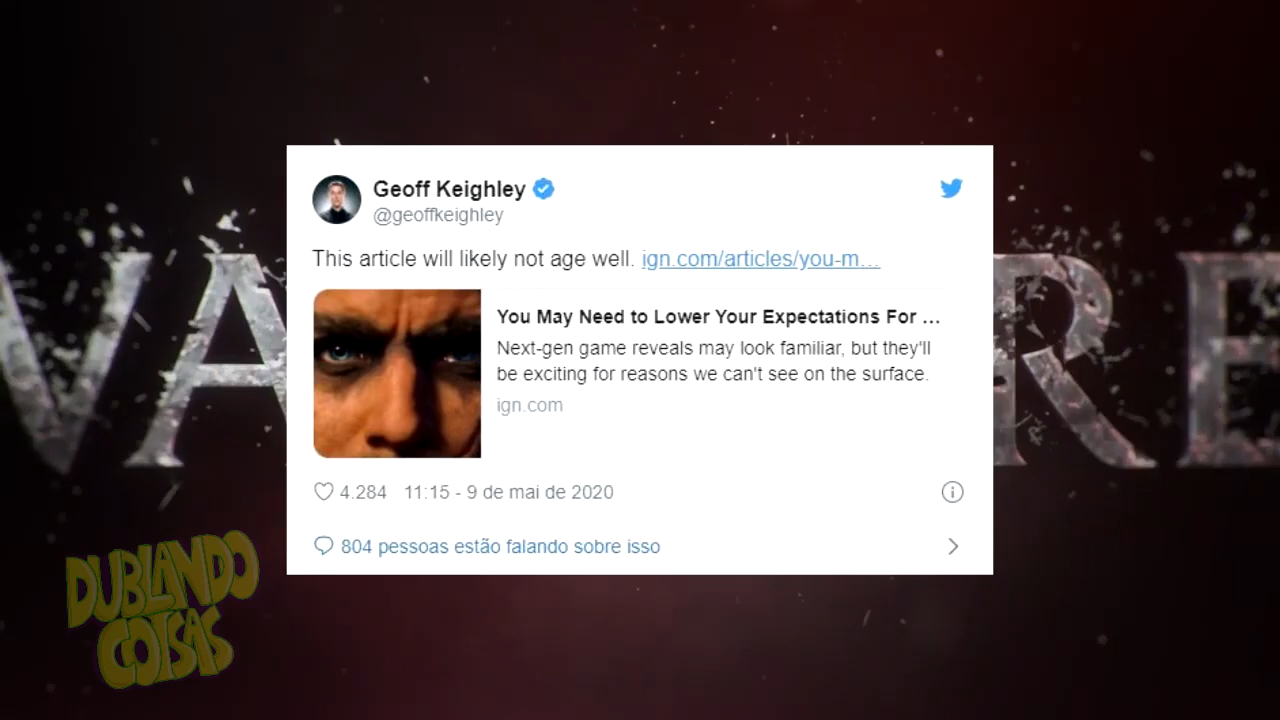 Geoff Keighley
@geoffkeighley
This article will likely not age well. ign.com/articles/you-m…
You May Need to Lower Your Expectations For ...
Next-gen game reveals may look familiar, but they'll
be exciting for reasons we can't see on the surface.
ign.com
4.284 11:15 - 9 de mai de 2020
804 pessoas estão falando sobre isso
VA RE
DUBLANDO
COISAS